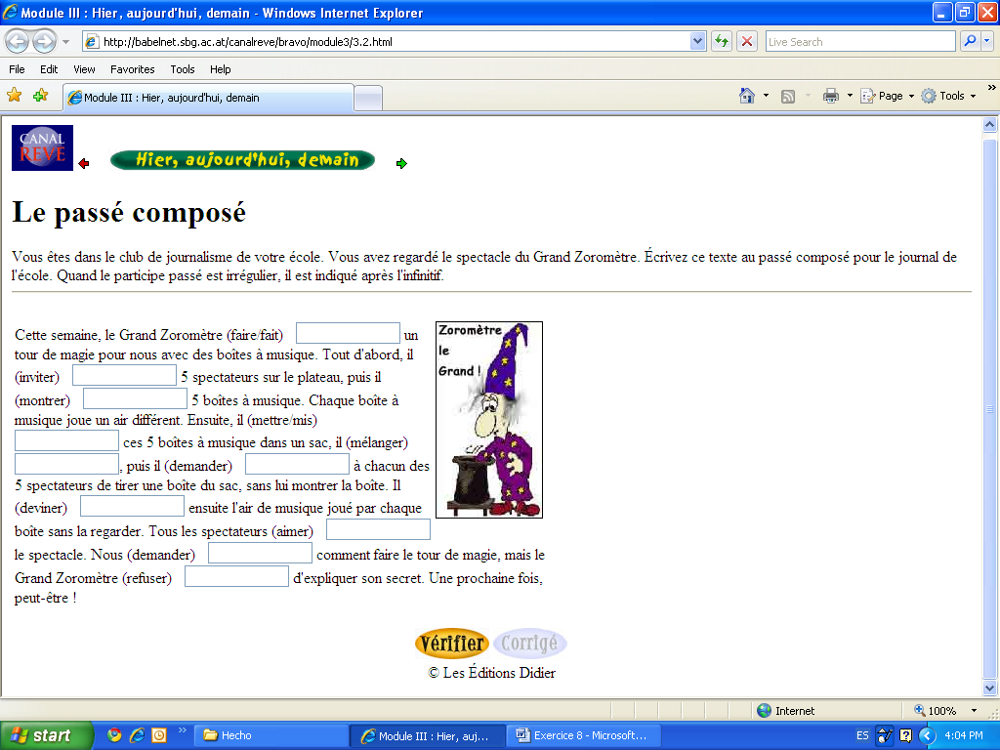 Module III : Hier, aujourd'hui, demain - Windows Internet Explorer
http://babelnet.sbg.ac.at/canalreve/bravo/module3/3.2.html
Live Search
File Edit View Favorites Tools Help
Module III : Hier, aujourd'hui, demain
Page Tools
CANAL
REVE
Hier, aujourd'hui, demain
Le passé composé
Vous êtes dans le club de journalisme de votre école. Vous avez regardé le spectacle du Grand Zoromètre. Écrivez ce texte au passé composé pour le journal de
l'école. Quand le participe passé est irrégulier, il est indiqué après l'infinitif.
Cette semaine, le Grand Zoromètre (faire/fait) un
tour de magie pour nous avec des boîtes à musique. Tout d'abord, il
(inviter) 5 spectateurs sur le plateau, puis il
(montrer) 5 boîtes à musique. Chaque boîte à
musique joue un air différent. Ensuite, il (mettre/mis)
ces 5 boîtes à musique dans un sac, il (mélanger)
, puis il (demander) à chacun des
5 spectateurs de tirer une boîte du sac, sans lui montrer la boîte. Il
(deviner) ensuite l'air de musique joué par chaque
boîte sans la regarder. Tous les spectateurs (aimer)
le spectacle. Nous (demander) comment faire le tour de magie, mais le
Grand Zoromètre (refuser) d'expliquer son secret. Une prochaine fois,
peut-être !
Zoromètre
le
Grand !
Vérifier Corrigé
© Les Éditions Didier
Internet 100%
start Hecho Module III : Hier, auj... Exercice 8 - Microsoft... ES 4:04 PM